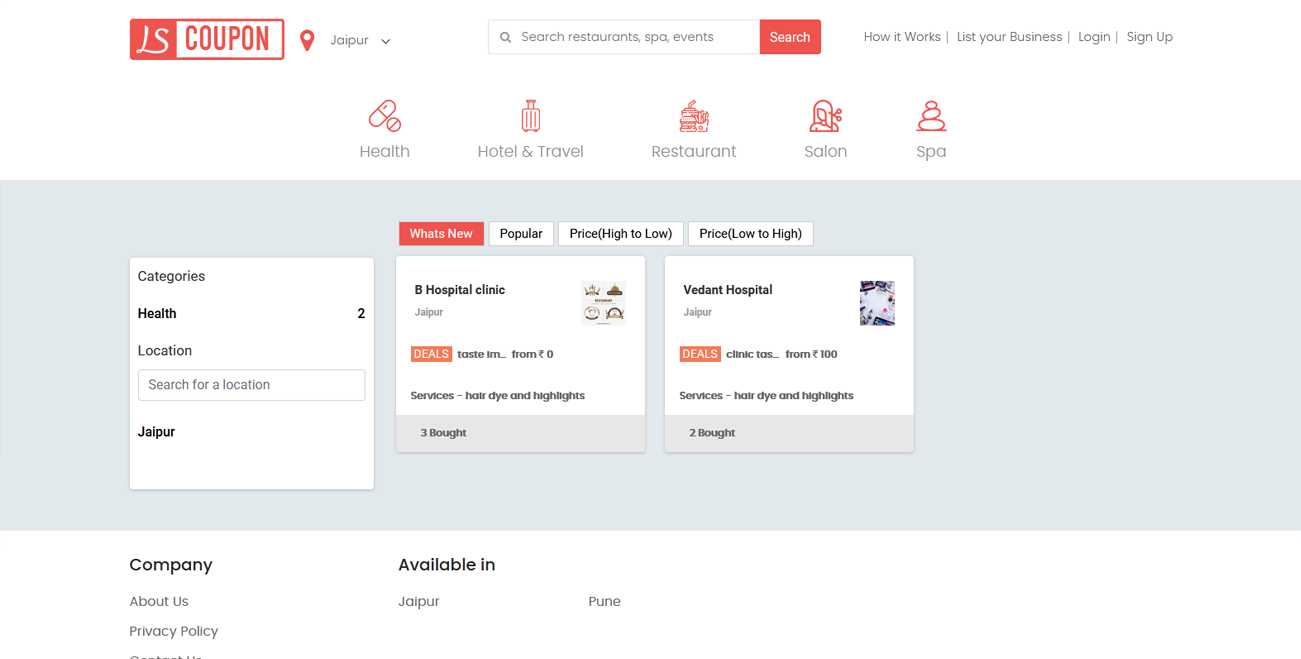 LS COUPON
Jaipur
Search restaurants, spa, events
Search
How it Works | List your Business | Login | Sign Up
Health
Hotel & Travel
Restaurant
Salon
Spa
Whats New
Popular
Price(High to Low)
Price(Low to High)
Categories
Health 2
Location
Search for a location
Jaipur
B Hospital clinic
Jaipur
DEALS taste im... from ₹ 0
Services - hair dye and highlights
3 Bought
Vedant Hospital
Jaipur
DEALS clinic tas... from ₹ 100
Services - hair dye and highlights
2 Bought
Company
About Us
Privacy Policy
Available in
Jaipur
Pune